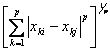 [∑_{k=1}^{p} |x_{ki} − x_{kj}|^{p}]^{1/p}